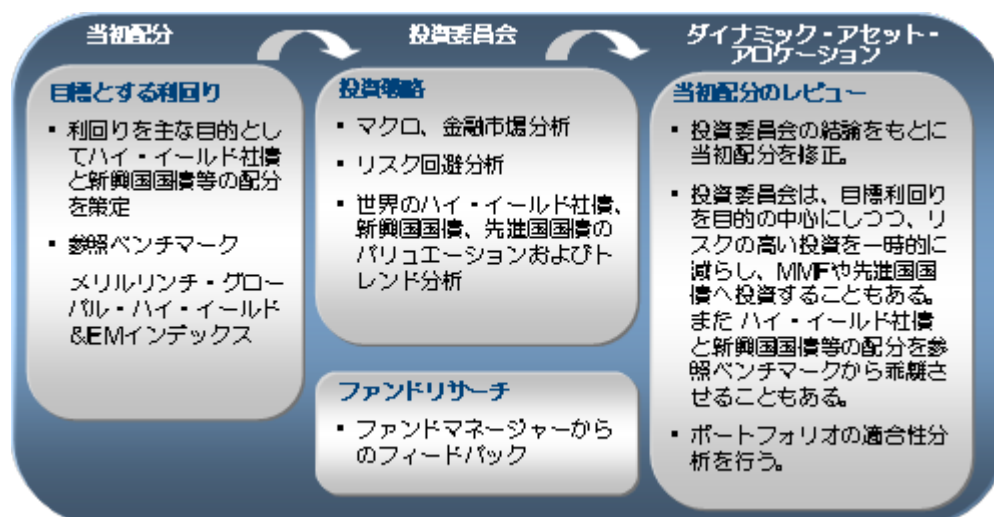 当初配分
投資委員会
ダイナミック・アセット・
アロケーション
目標とする利回り
▪ 利回りを主な目的とし
てハイ・イールド社債
と新興国国債等の配分
を策定
▪ 参照ベンチマーク
メリルリンチ・グロー
バル・ハイ・イールド
&EMインデックス
投資戦略
▪ マクロ、金融市場分析
▪ リスク回避分析
▪ 世界のハイ・イールド社債、
新興国国債、先進国国債の
バリュエーションおよびト
レンド分析
ファンドリサーチ
▪ ファンドマネージャーから
のフィードバック
当初配分のレビュー
▪ 投資委員会の結論をもとに
当初配分を修正。
▪ 投資委員会は、目標利回り
を目的の中心にしつつ、リ
スクの高い投資を一時的に
減らし、MMFや先進国国
債へ投資することもある。
また ハイ・イールド社債
と新興国国債等の配分を参
照ベンチマークから乖離さ
せることもある。
▪ ポートフォリオの適合性分
析を行う。